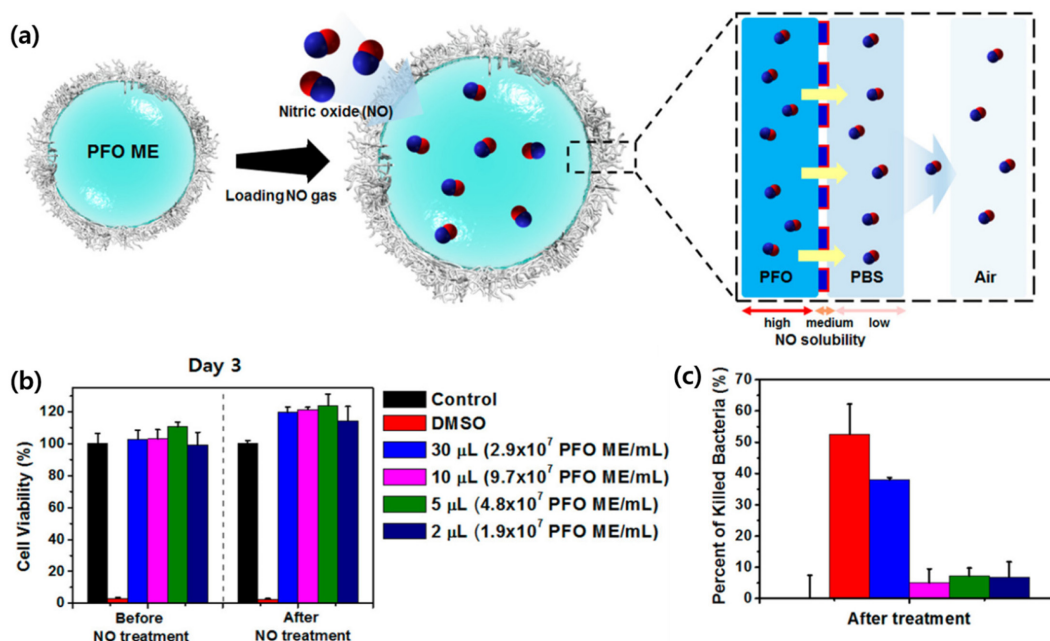 (a)
PFO ME
Loading NO gas
Nitric oxide (NO)
PFO
PBS
Air
high
medium
low
NO solubility
(b)
Day 3
Cell Viability (%)
120
100
80
60
40
20
0
Before
NO treatment
After
NO treatment
Control
DMSO
30 μL (2.9x10⁷ PFO ME/mL)
10 μL (9.7x10⁷ PFO ME/mL)
5 μL (4.8x10⁷ PFO ME/mL)
2 μL (1.9x10⁷ PFO ME/mL)
(c)
Percent of Killed Bacteria (%)
70
60
50
40
30
20
10
0
After treatment